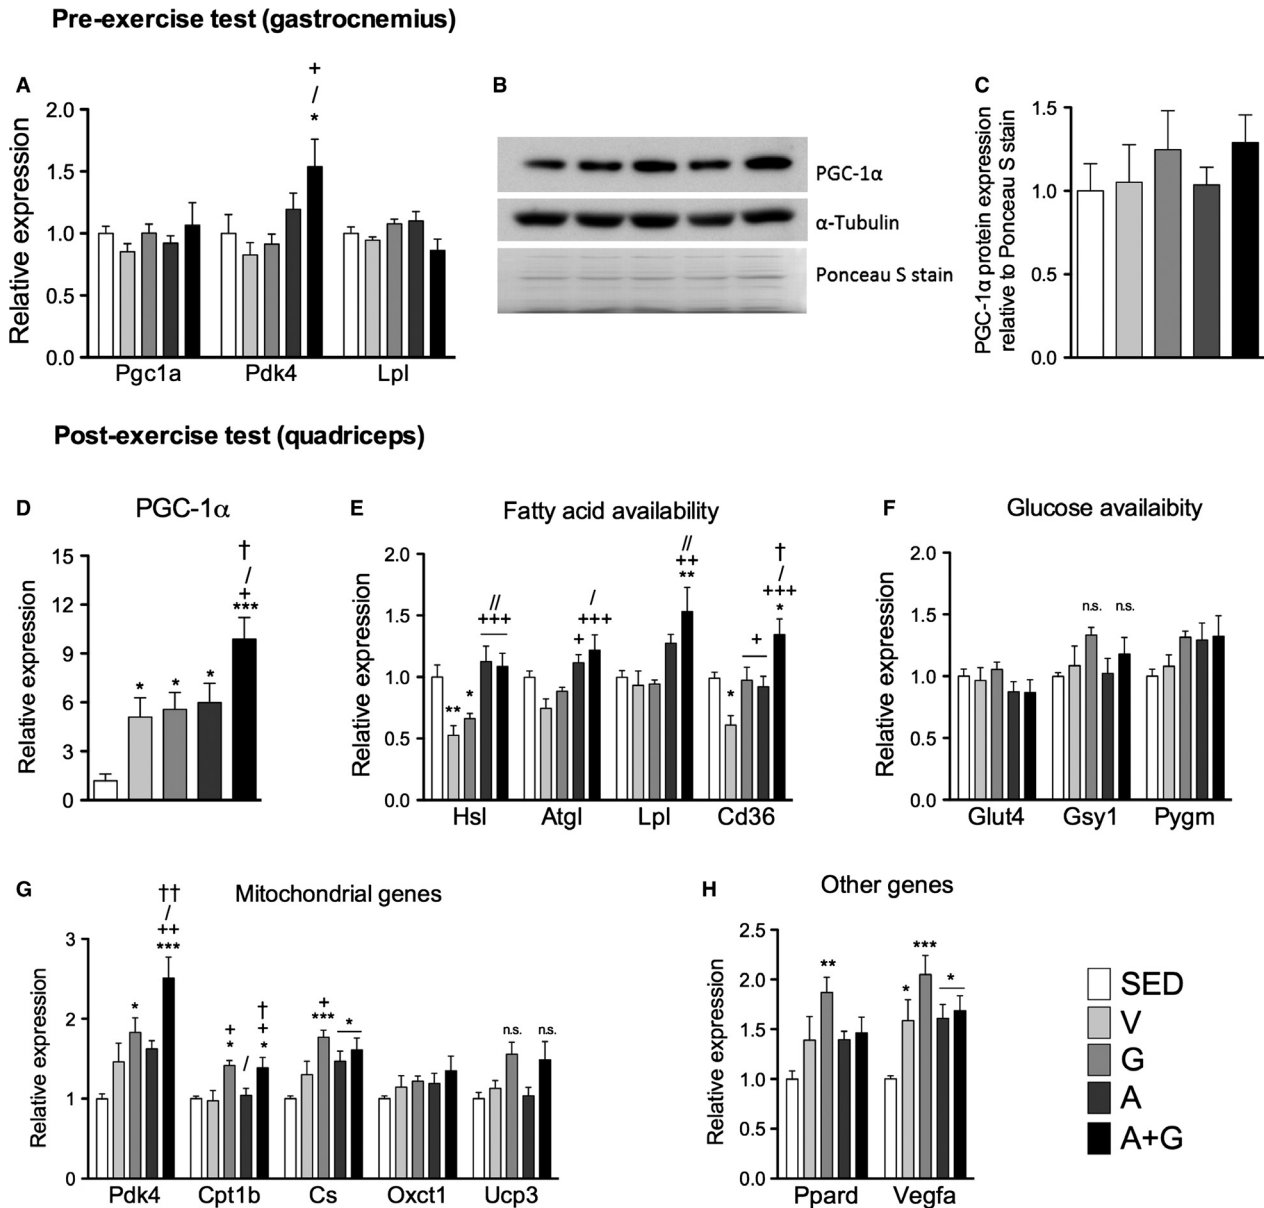 Pre-exercise test (gastrocnemius)
A
Relative expression
2.0
1.5
1.0
0.5
0.0
+
/
*
Pgc1a Pdk4 Lpl
B
PGC-1α
α-Tubulin
Ponceau S stain
C
PGC-1α protein expression
relative to Ponceau S stain
1.5
1.0
0.5
0.0
Post-exercise test (quadriceps)
D
PGC-1α
Relative expression
15
12
9
6
3
0
* * *
†
/
+
***
E
Fatty acid availability
Relative expression
2.0
1.5
1.0
0.5
0.0
** *
//
+++
+
/
+++
//
++
**
*
+
†
/
+++
*
Hsl Atgl Lpl Cd36
F
Glucose availaibity
Relative expression
2.0
1.5
1.0
0.5
0.0
n.s. n.s.
Glut4 Gsy1 Pygm
G
Mitochondrial genes
Relative expression
3
2
1
0
*
††
/
++
***
+
*
/
†
+
*
+
***
*
n.s. n.s.
Pdk4 Cpt1b Cs Oxct1 Ucp3
H
Other genes
Relative expression
2.5
2.0
1.5
1.0
0.5
0.0
**
* *** *
Ppard Vegfa
SED
V
G
A
A+G